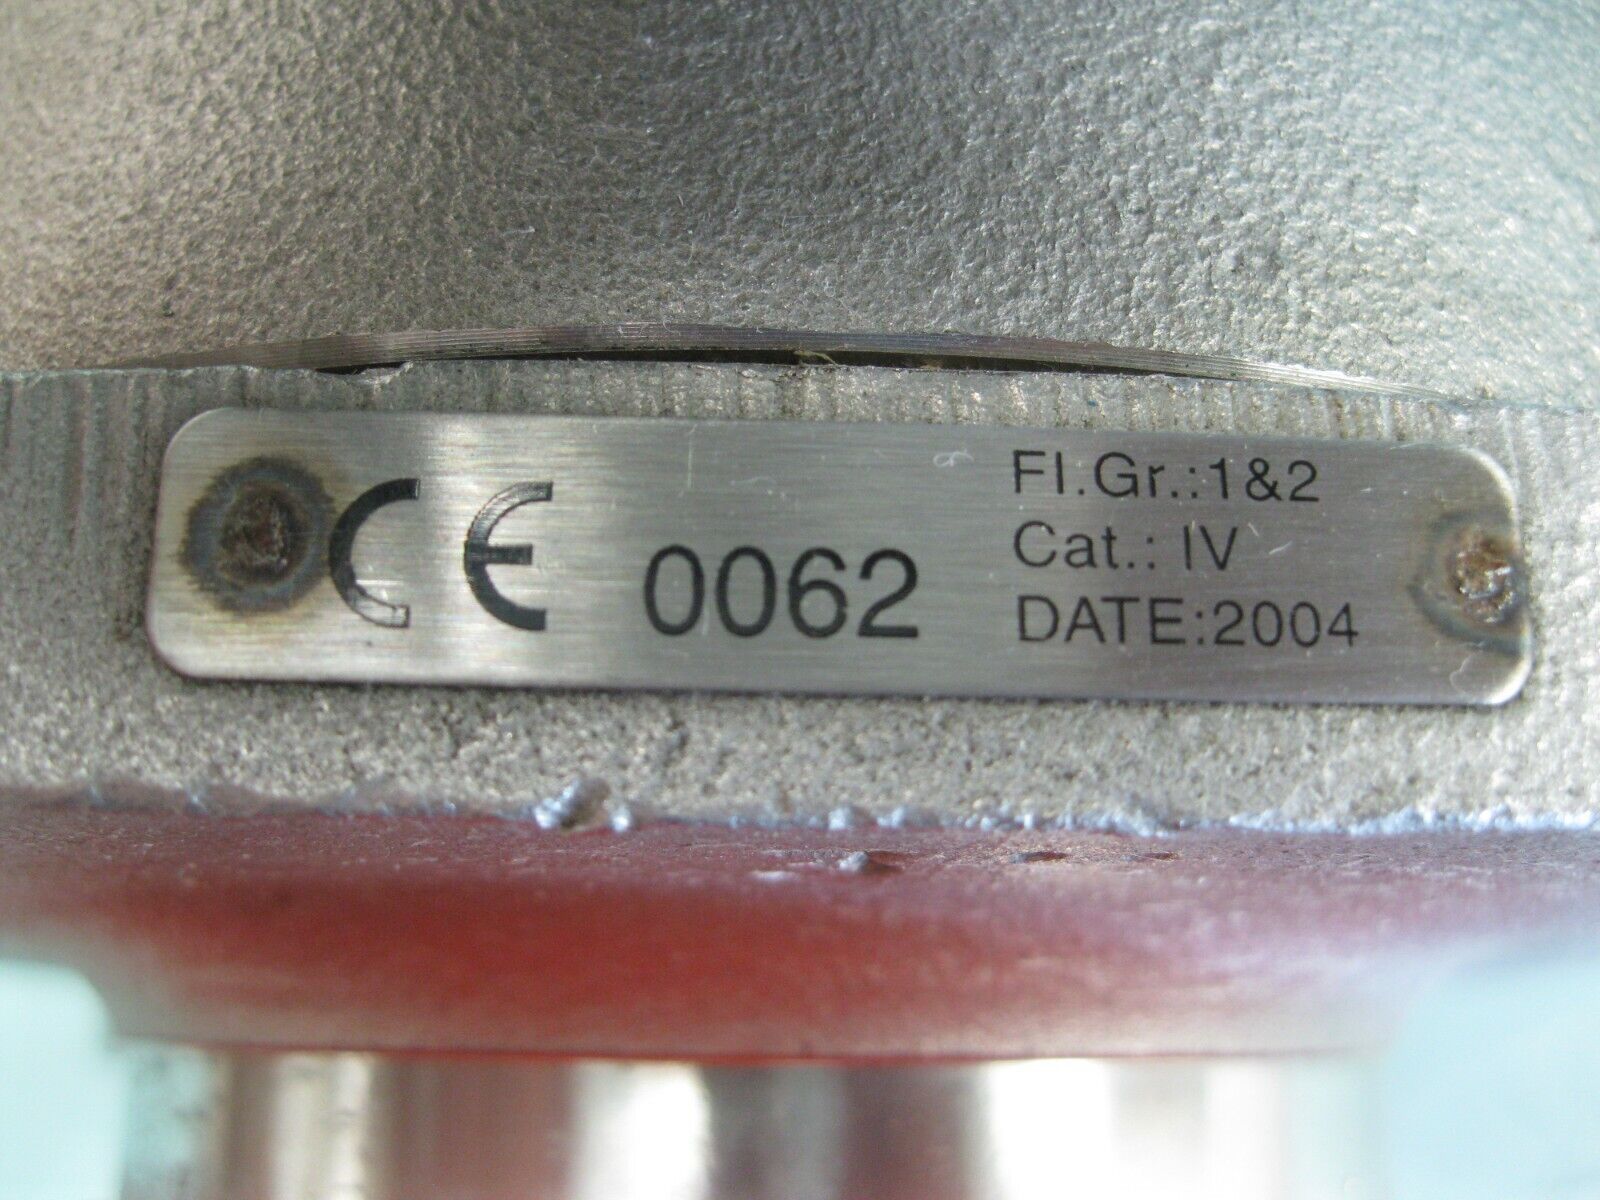 CE 0062
Fl.Gr.:1&2
Cat.: IV
DATE:2004